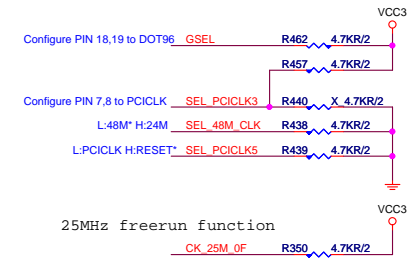 VCC3
Configure PIN 18,19 to DOT96 GSEL R462 4.7KR/2
R457 4.7KR/2
Configure PIN 7,8 to PCICLK SEL_PCICLK3 R440 X_4.7KR/2
L:48M* H:24M SEL_48M_CLK R438 4.7KR/2
L:PCICLK H:RESET* SEL_PCICLK5 R439 4.7KR/2
VCC3
25MHz freerun function
CK_25M_0F R350 4.7KR/2